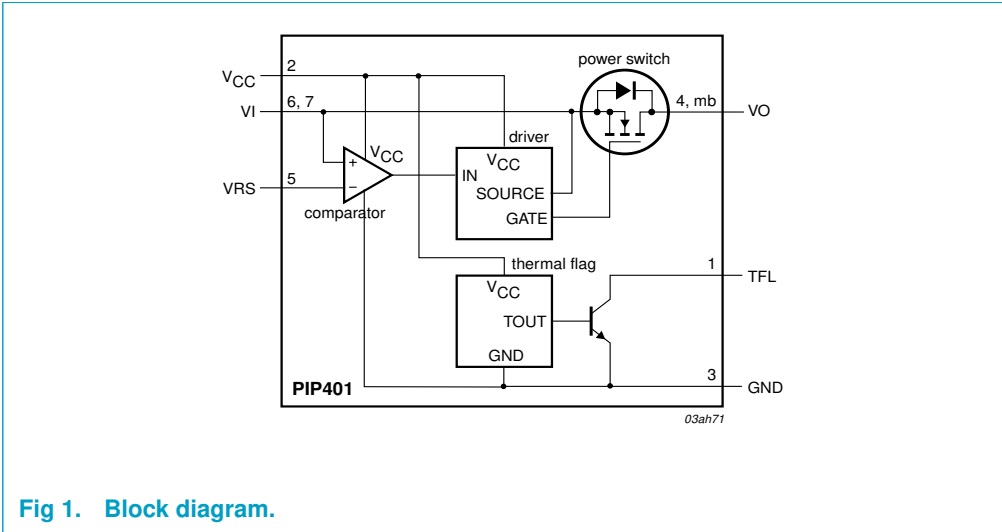 power switch
2
VCC
6, 7
VI
4, mb
VO
driver
VCC
VCC
+
IN
5
VRS
−
SOURCE
comparator
GATE
thermal flag
1
TFL
VCC
TOUT
GND
3
GND
PIP401
03ah71
Fig 1. Block diagram.